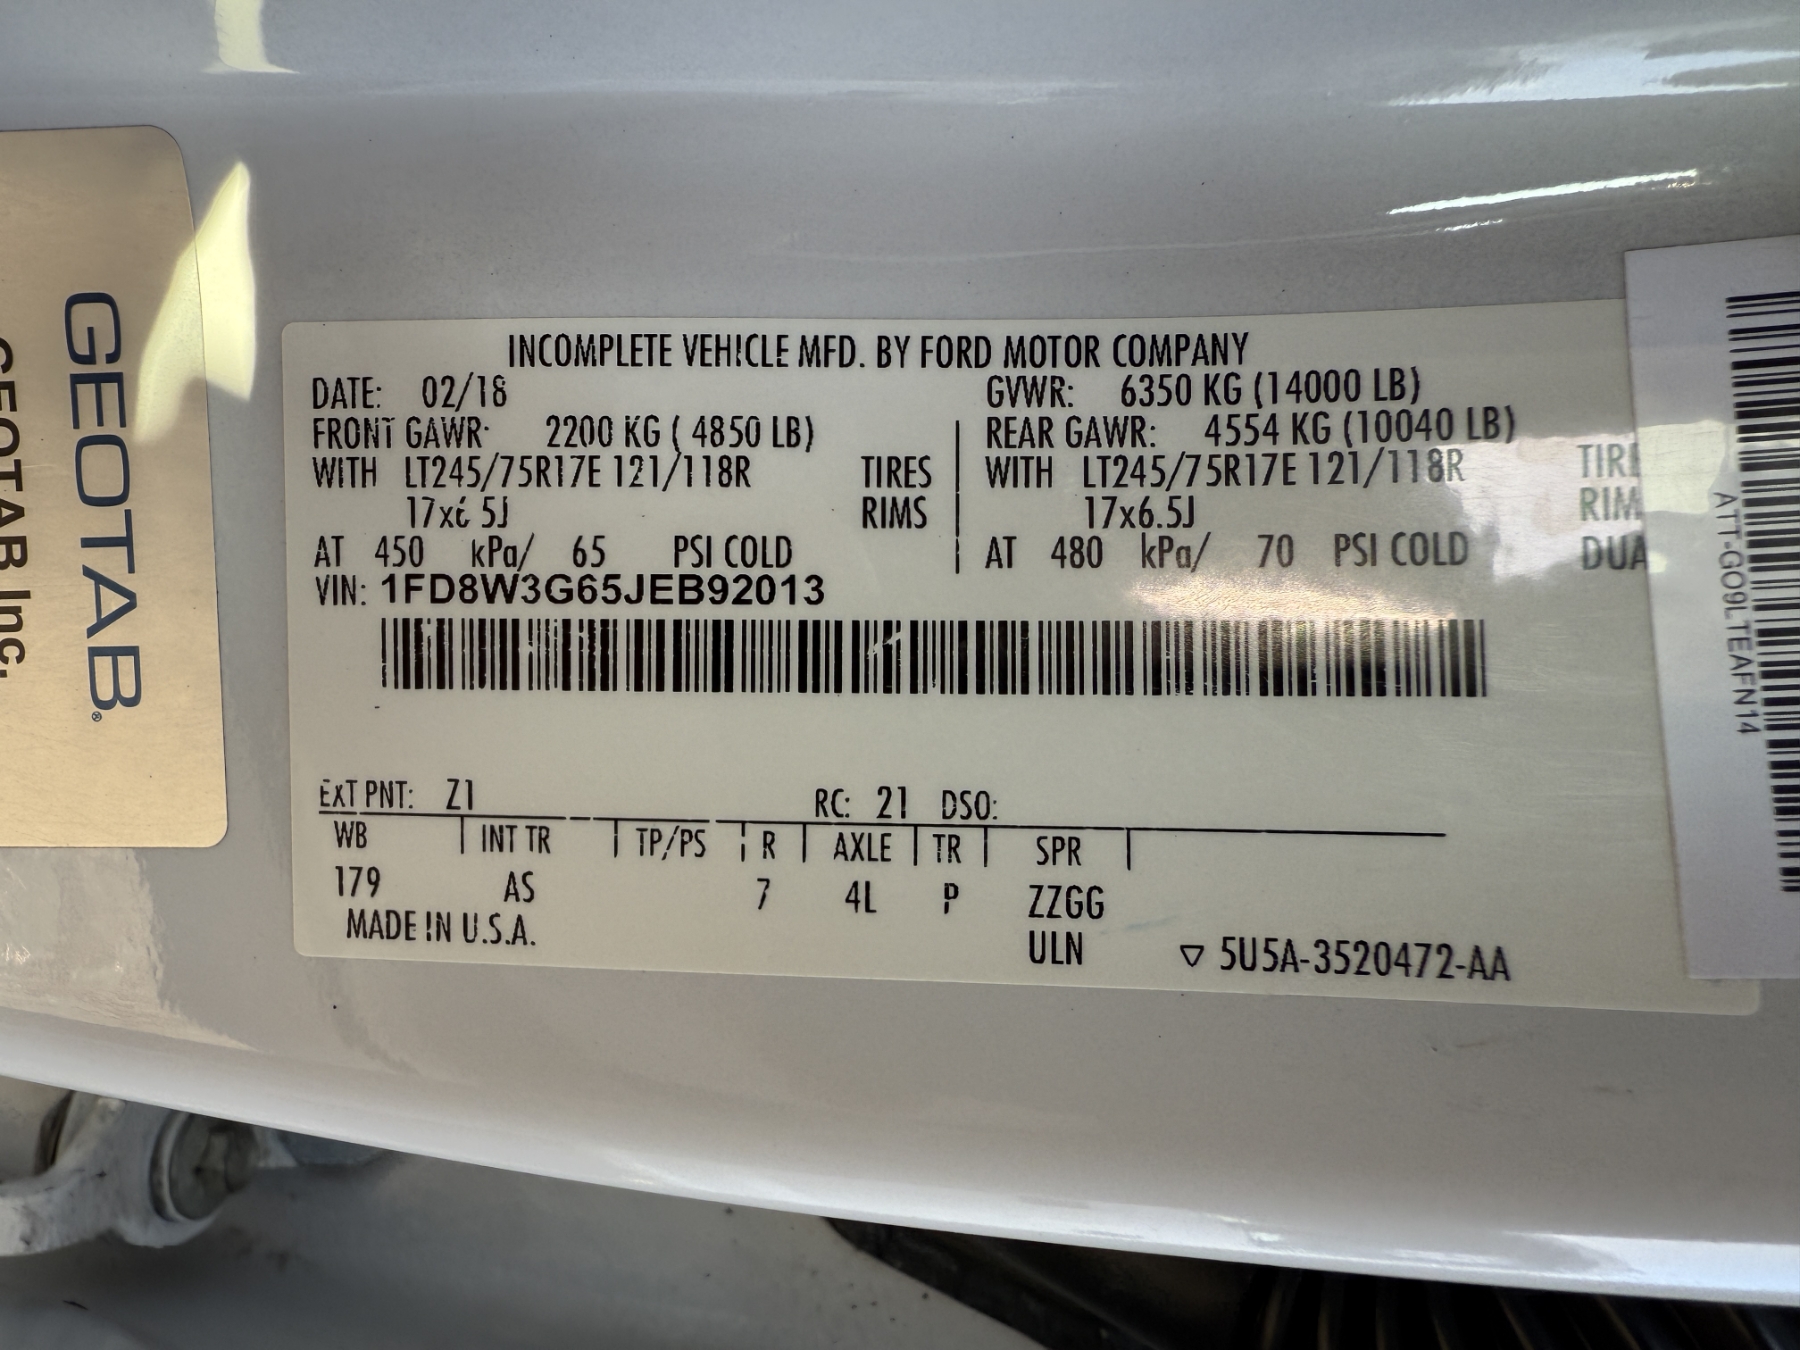 INCOMPLETE VEHICLE MFD. BY FORD MOTOR COMPANY
DATE: 02/18 GVWR: 6350 KG (14000 LB)
FRONT GAWR: 2200 KG ( 4850 LB) REAR GAWR: 4554 KG (10040 LB)
WITH LT245/75R17E 121/118R TIRES WITH LT245/75R17E 121/118R TIRE
17x6.5J RIMS 17x6.5J RIM
AT 450 kPa/ 65 PSI COLD AT 480 kPa/ 70 PSI COLD DUA
VIN: 1FD8W3G65JEB92013
EXT PNT: Z1 RC: 21 DSO:
WB INT TR TP/PS R AXLE TR SPR
179 AS 7 4L P ZZGG
MADE IN U.S.A. ULN ▽ 5U5A-3520472-AA
GEOTAB®
GEOTAB Inc.
ATT-GO9LTEAFN14